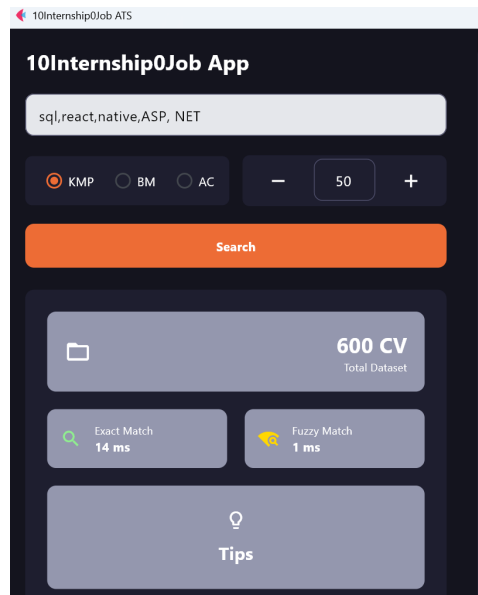 10Internship0Job ATS
10Internship0Job App
sql,react,native,ASP, NET
KMP BM AC 50
Search
600 CV
Total Dataset
Exact Match
14 ms
Fuzzy Match
1 ms
Tips